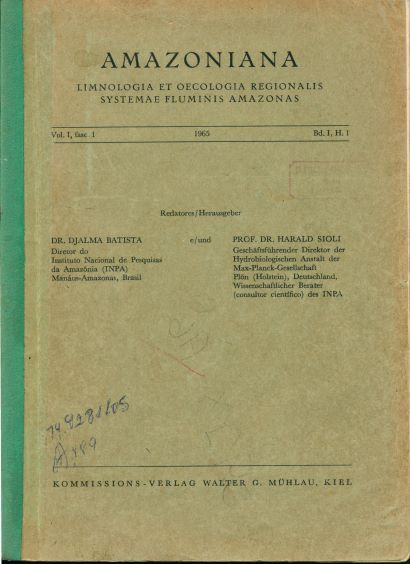 AMAZONIANA
LIMNOLOGIA ET OECOLOGIA REGIONALIS
SYSTEMAE FLUMINIS AMAZONAS
Vol. I, fasc. 1 1965 Bd. I, H. 1
Redatores/Herausgeber
DR. DJALMA BATISTA
Diretor do
Instituto Nacional de Pesquisas
da Amazônia (INPA)
Manáus-Amazonas, Brasil
e/und
PROF. DR. HARALD SIOLI
Geschäftsführender Direktor der
Hydrobiologischen Anstalt der
Max-Planck-Gesellschaft
Plön (Holstein), Deutschland,
Wissenschaftlicher Berater
(consultor científico) des INPA
KOMMISSIONS-VERLAG WALTER G. MÜHLAU, KIEL